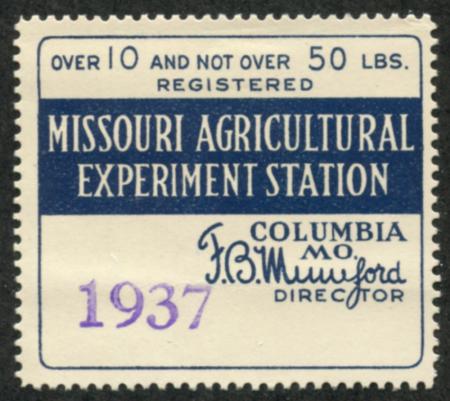 OVER 10 AND NOT OVER 50 LBS.
REGISTERED
MISSOURI AGRICULTURAL
EXPERIMENT STATION
COLUMBIA
MO.
F.B. Mumford
DIRECTOR
1937